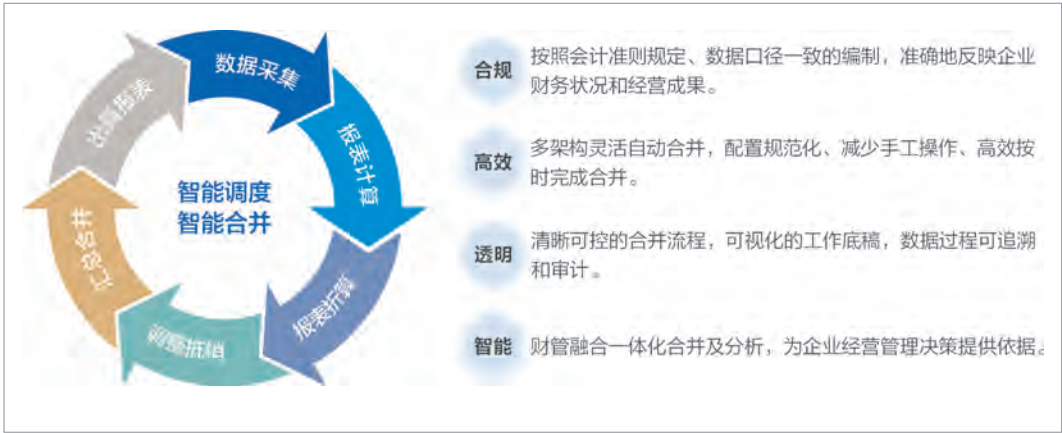 数据采集
报表计算
报表折算
调整抵销
汇总合并
出具报表
智能调度
智能合并
合规
按照会计准则规定、数据口径一致的编制，准确地反映企业
财务状况和经营成果。
高效
多架构灵活自动合并，配置规范化、减少手工操作、高效按
时完成合并。
透明
清晰可控的合并流程，可视化的工作底稿，数据过程可追溯
和审计。
智能
财管融合一体化合并及分析，为企业经营管理决策提供依据。